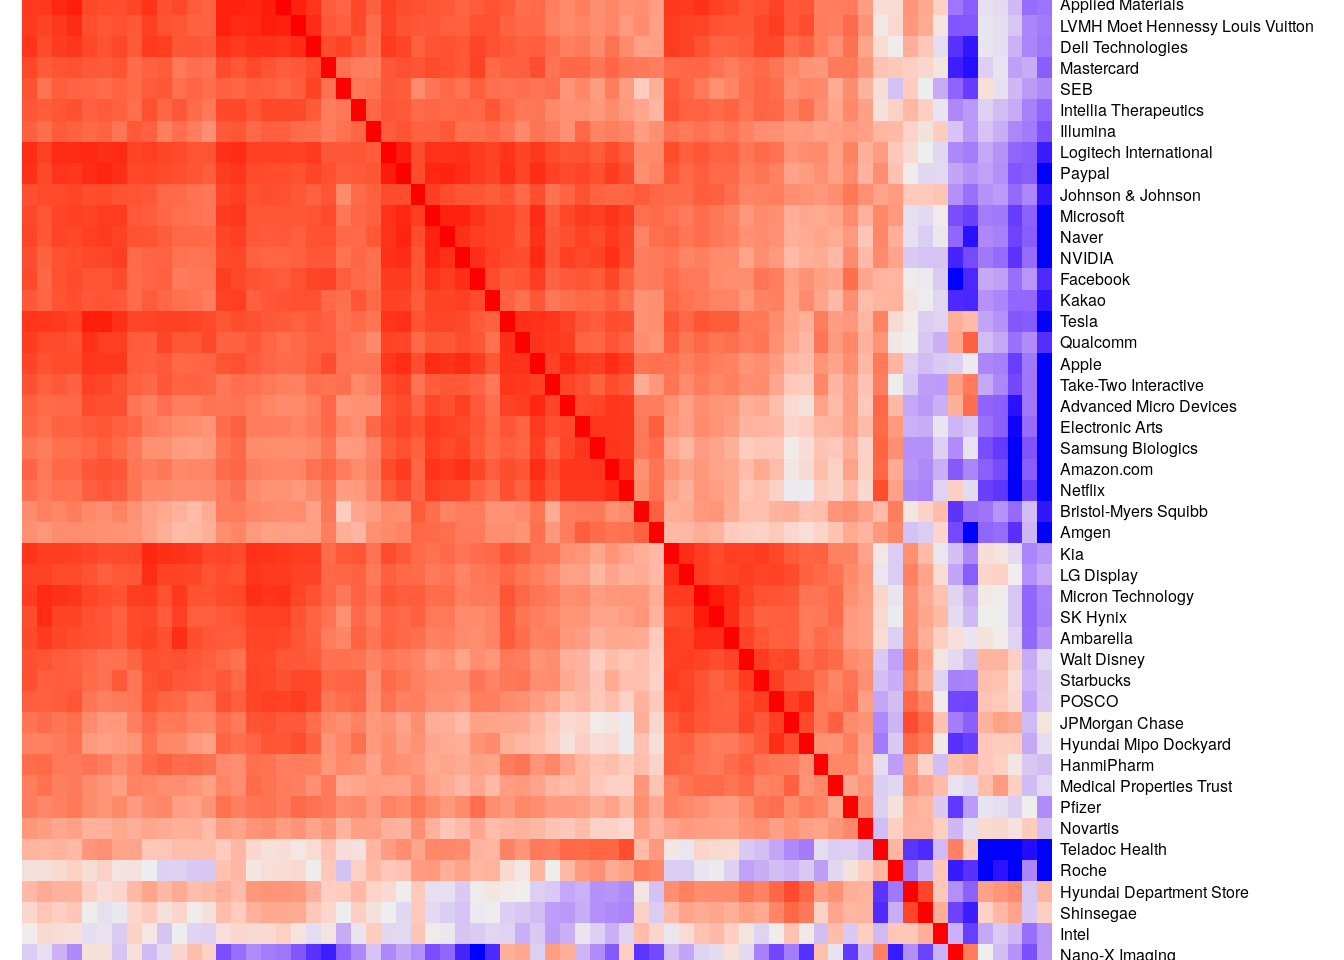 Applied Materials
LVMH Moet Hennessy Louis Vuitton
Dell Technologies
Mastercard
SEB
Intellia Therapeutics
Illumina
Logitech International
Paypal
Johnson & Johnson
Microsoft
Naver
NVIDIA
Facebook
Kakao
Tesla
Qualcomm
Apple
Take-Two Interactive
Advanced Micro Devices
Electronic Arts
Samsung Biologics
Amazon.com
Netflix
Bristol-Myers Squibb
Amgen
Kia
LG Display
Micron Technology
SK Hynix
Ambarella
Walt Disney
Starbucks
POSCO
JPMorgan Chase
Hyundai Mipo Dockyard
HanmiPharm
Medical Properties Trust
Pfizer
Novartis
Teladoc Health
Roche
Hyundai Department Store
Shinsegae
Intel
Nano-X Imaging